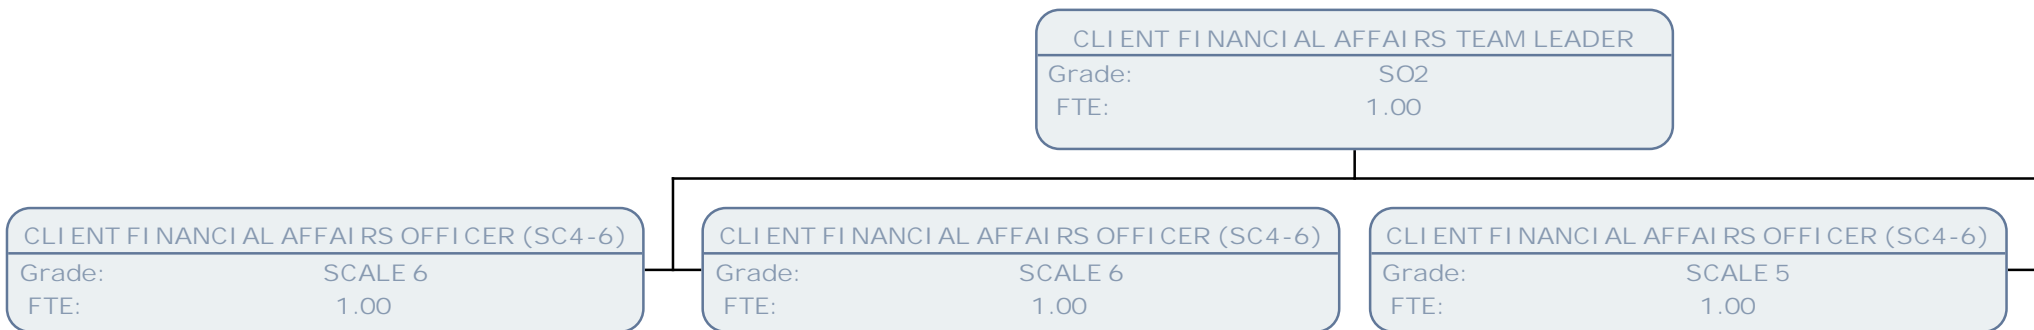 CLIENT FINANCIAL AFFAIRS TEAM LEADER
Grade: SO2
FTE: 1.00
CLIENT FINANCIAL AFFAIRS OFFICER (SC4-6)
Grade: SCALE 6
FTE: 1.00
CLIENT FINANCIAL AFFAIRS OFFICER (SC4-6)
Grade: SCALE 6
FTE: 1.00
CLIENT FINANCIAL AFFAIRS OFFICER (SC4-6)
Grade: SCALE 5
FTE: 1.00